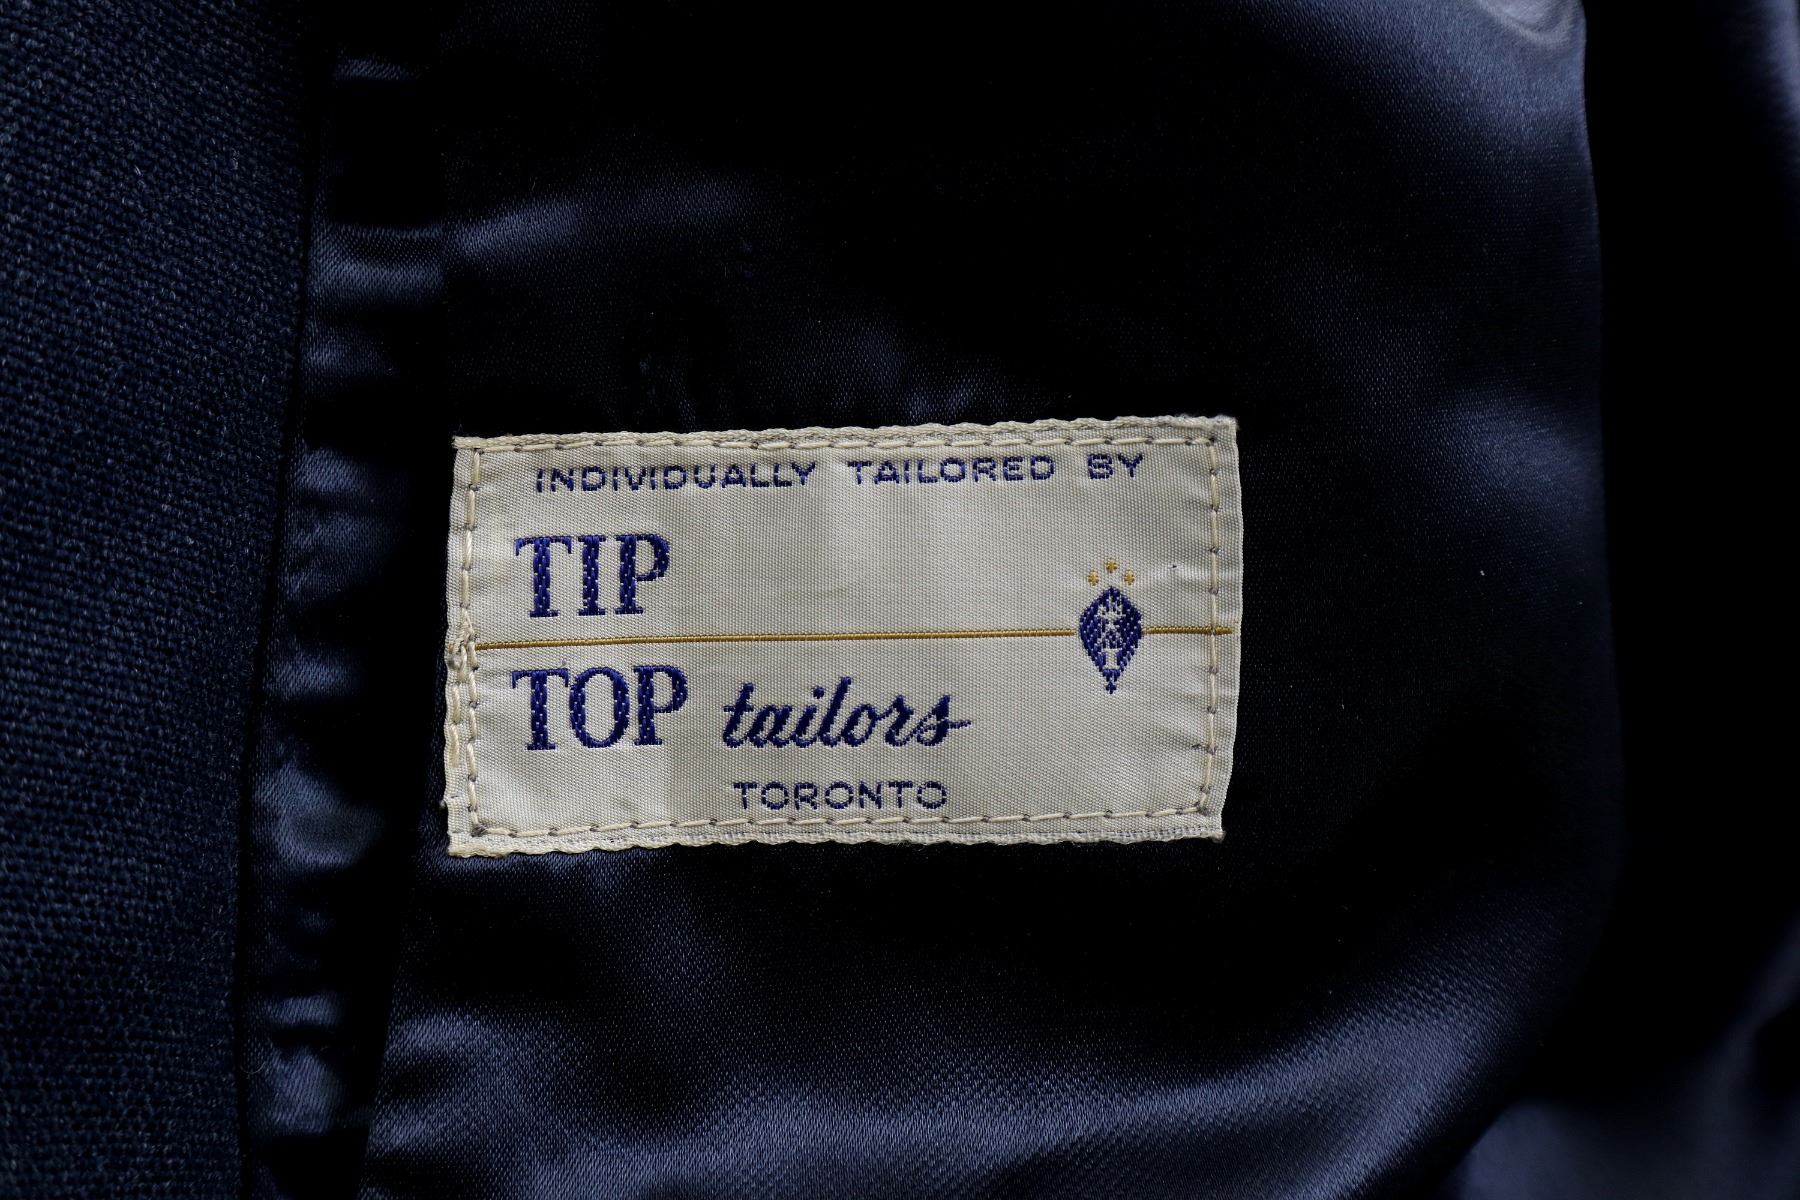 INDIVIDUALLY TAILORED BY
TIP
TOP tailors
TORONTO